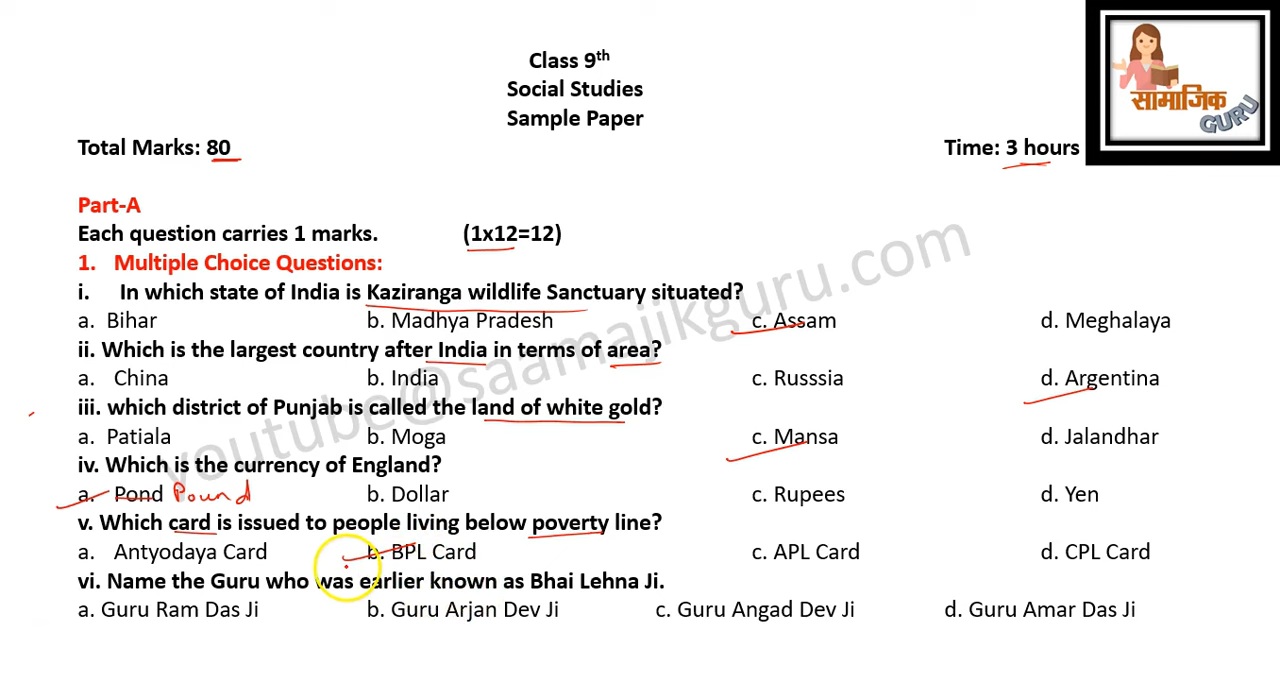 Class 9th
Social Studies
Sample Paper
सामाजिक
GURU
Total Marks: 80 Time: 3 hours
Part-A
Each question carries 1 marks. (1x12=12)
1. Multiple Choice Questions:
i. In which state of India is Kaziranga wildlife Sanctuary situated?
a. Bihar b. Madhya Pradesh c. Assam d. Meghalaya
ii. Which is the largest country after India in terms of area?
a. China b. India c. Russsia d. Argentina
iii. which district of Punjab is called the land of white gold?
a. Patiala b. Moga c. Mansa d. Jalandhar
iv. Which is the currency of England?
a. Pond Pound b. Dollar c. Rupees d. Yen
v. Which card is issued to people living below poverty line?
a. Antyodaya Card b. BPL Card c. APL Card d. CPL Card
vi. Name the Guru who was earlier known as Bhai Lehna Ji.
a. Guru Ram Das Ji b. Guru Arjan Dev Ji c. Guru Angad Dev Ji d. Guru Amar Das Ji
youtube@saamajikguru.com